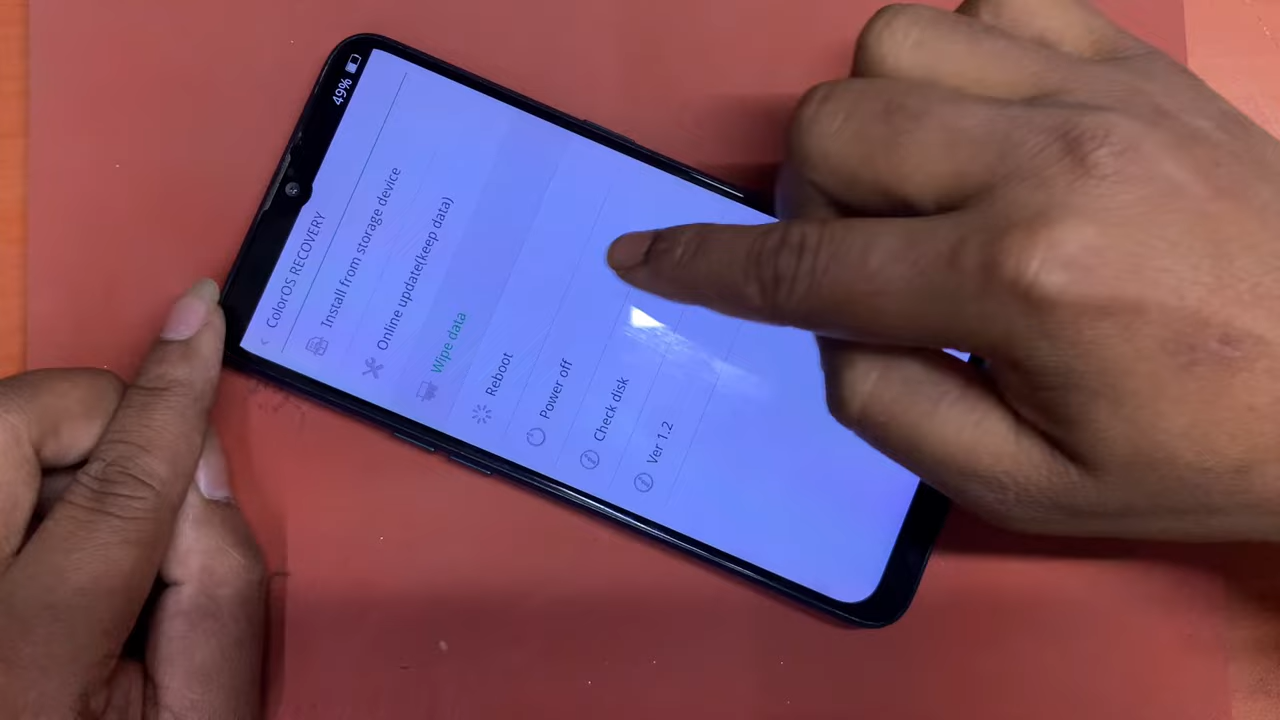 49%
ColorOS RECOVERY
Install from storage device
Online update(keep data)
Wipe data
Reboot
Power off
Check disk
Ver 1.2